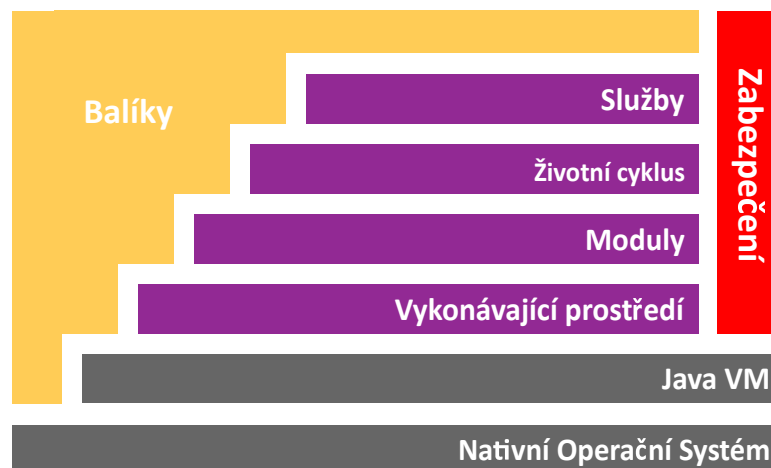 Balíky
Služby
Životní cyklus
Moduly
Vykonávající prostředí
Zabezpečení
Java VM
Nativní Operační Systém